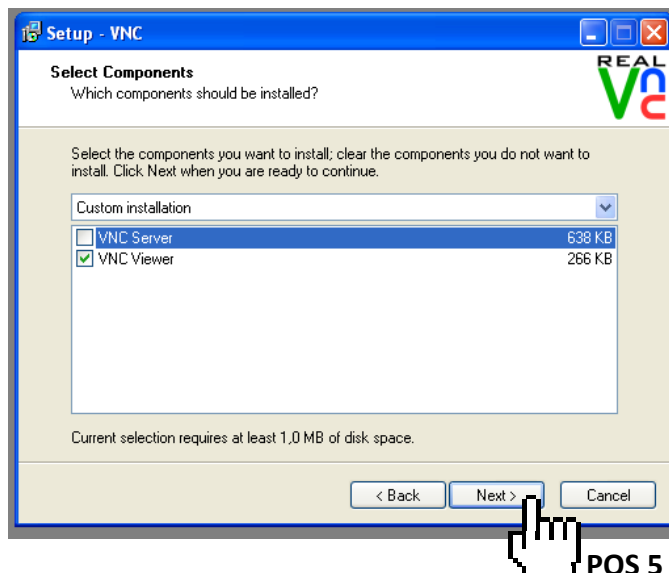 Setup - VNC
Select Components
Which components should be installed?
REAL
Vnc
Select the components you want to install; clear the components you do not want to
install. Click Next when you are ready to continue.
Custom installation
VNC Server 638 KB
VNC Viewer 266 KB
Current selection requires at least 1,0 MB of disk space.
< Back Next > Cancel
POS 5